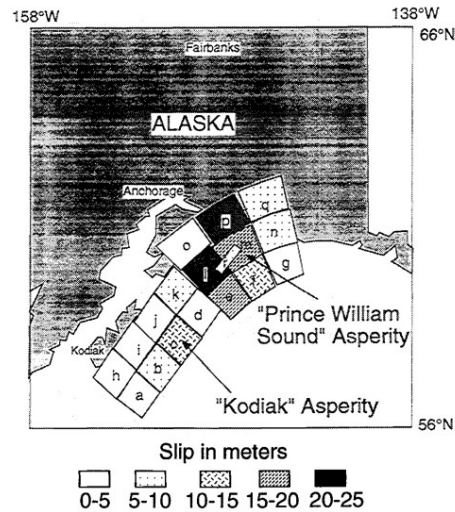 158°W 138°W
66°N
Fairbanks
ALASKA
Anchorage
p q
o n
l g
k e
j d
"Prince William
Sound" Asperity
i c
Kodiak
h b
a
"Kodiak" Asperity
56°N
Slip in meters
0-5 5-10 10-15 15-20 20-25